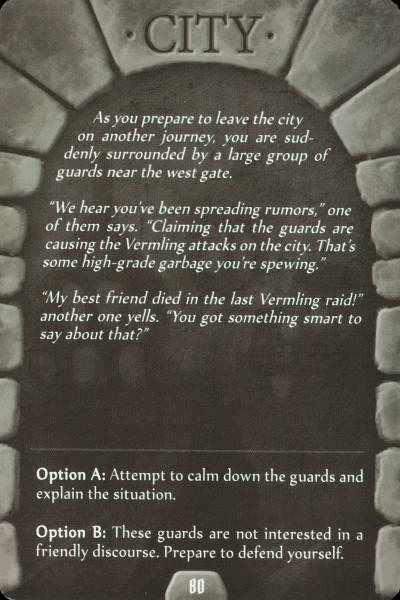 ·CITY·
As you prepare to leave the city
on another journey, you are sud-
denly surrounded by a large group of
guards near the west gate.
“We hear you’ve been spreading rumors,” one
of them says. “Claiming that the guards are
causing the Vermling attacks on the city. That’s
some high-grade garbage you’re spewing.”
“My best friend died in the last Vermling raid!”
another one yells. “You got something smart to
say about that?”
Option A: Attempt to calm down the guards and
explain the situation.
Option B: These guards are not interested in a
friendly discourse. Prepare to defend yourself.
80